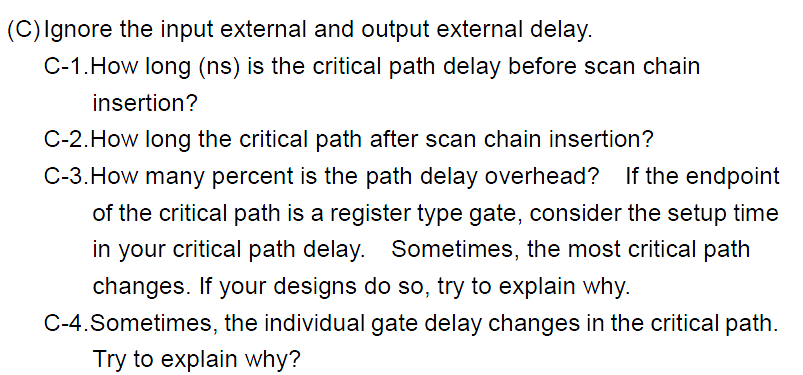 (C)Ignore the input external and output external delay.
C-1.How long (ns) is the critical path delay before scan chain
insertion?
C-2.How long the critical path after scan chain insertion?
C-3.How many percent is the path delay overhead? If the endpoint
of the critical path is a register type gate, consider the setup time
in your critical path delay. Sometimes, the most critical path
changes. If your designs do so, try to explain why.
C-4.Sometimes, the individual gate delay changes in the critical path.
Try to explain why?